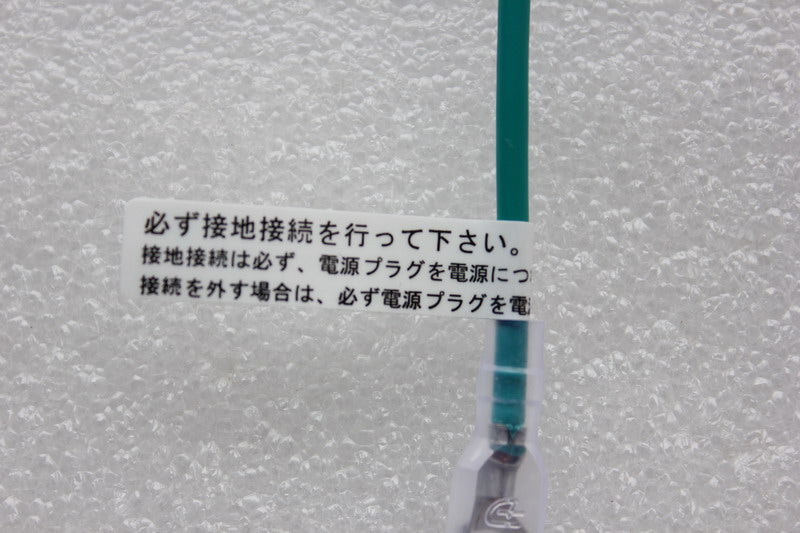 必ず接地接続を行って下さい。
接地接続は必ず、電源プラグを電源につ
接続を外す場合は、必ず電源プラグを電